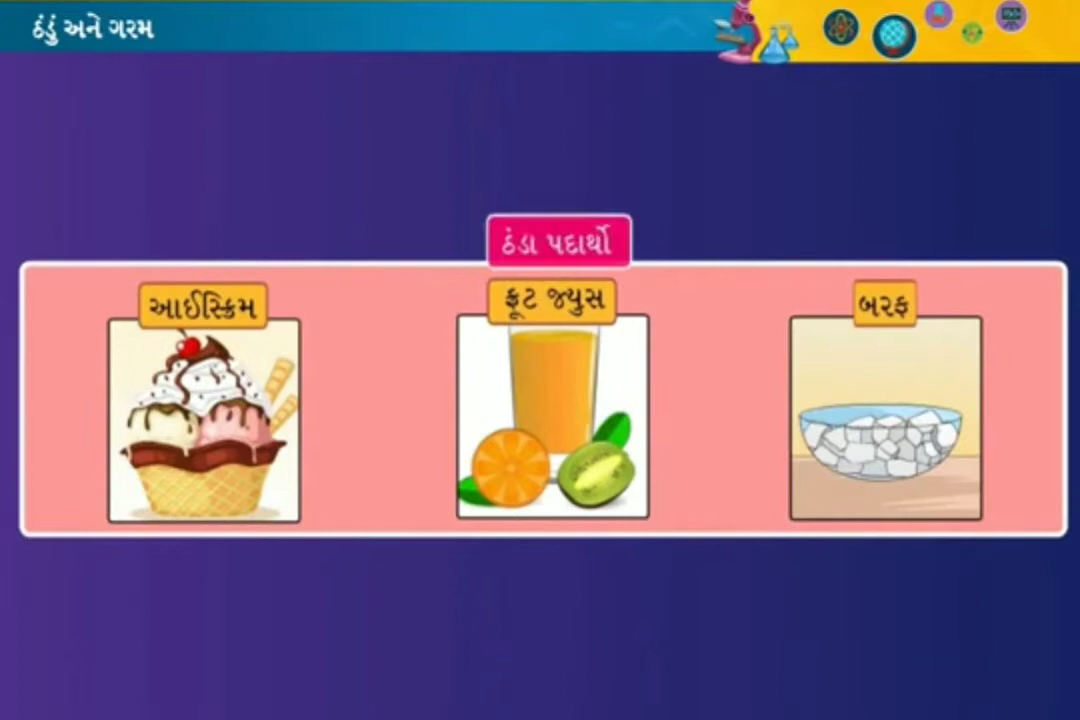 ઠંડું અને ગરમ
ઠંડા પદાર્થો
આઈસ્ક્રિમ
ફ્રૂટ જ્યુસ
બરફ